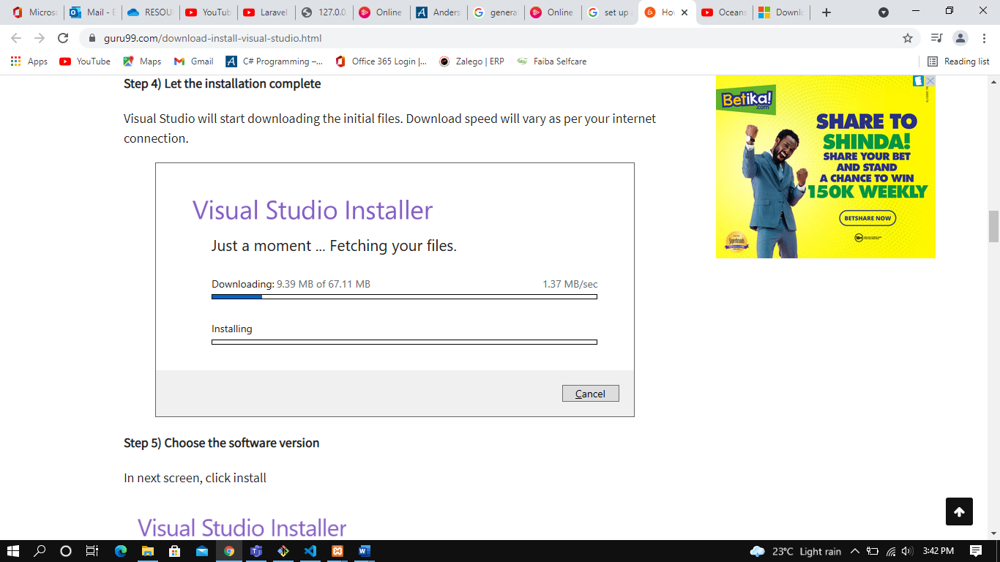 Micros
Mail - E
RESOU
YouTub
Laravel
127.0.0
Online
Anders
genera
Online
set up
Hov
Oceans
Downlo
guru99.com/download-install-visual-studio.html
Apps
YouTube
Maps
Gmail
C# Programming –...
Office 365 Login |...
Zalego | ERP
Faiba Selfcare
Reading list
Step 4) Let the installation complete
Visual Studio will start downloading the initial files. Download speed will vary as per your internet
connection.
Visual Studio Installer
Just a moment ... Fetching your files.
Downloading: 9.39 MB of 67.11 MB
1.37 MB/sec
Installing
Cancel
Step 5) Choose the software version
In next screen, click install
Visual Studio Installer
Betika!
.com
SHARE TO
SHINDA!
SHARE YOUR BET
AND STAND
A CHANCE TO WIN
150K WEEKLY
BETSHARE NOW
Superbrands
18+
23°C Light rain
3:42 PM